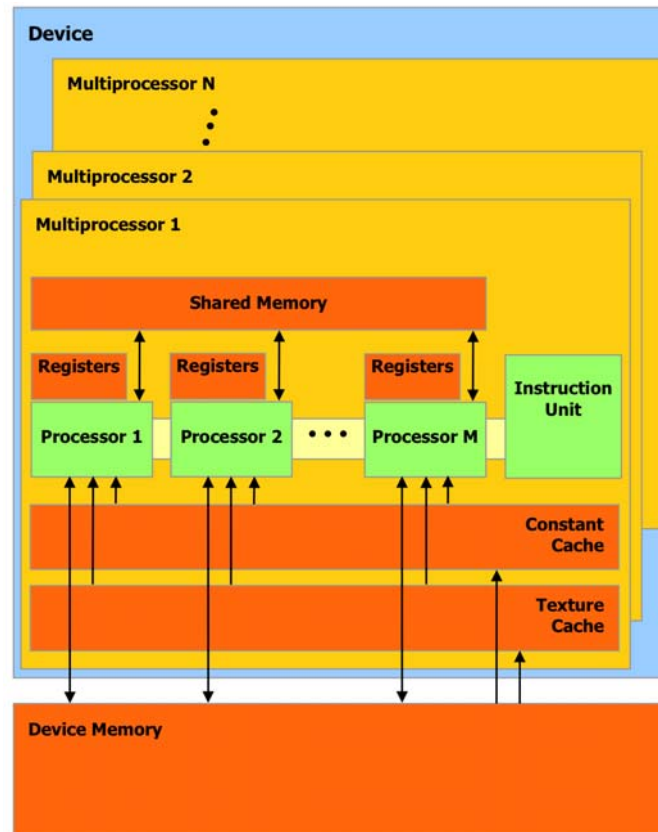 Device
Multiprocessor N
Multiprocessor 2
Multiprocessor 1
Shared Memory
Registers
Registers
Registers
Processor 1
Processor 2
Processor M
Instruction
Unit
Constant
Cache
Texture
Cache
Device Memory